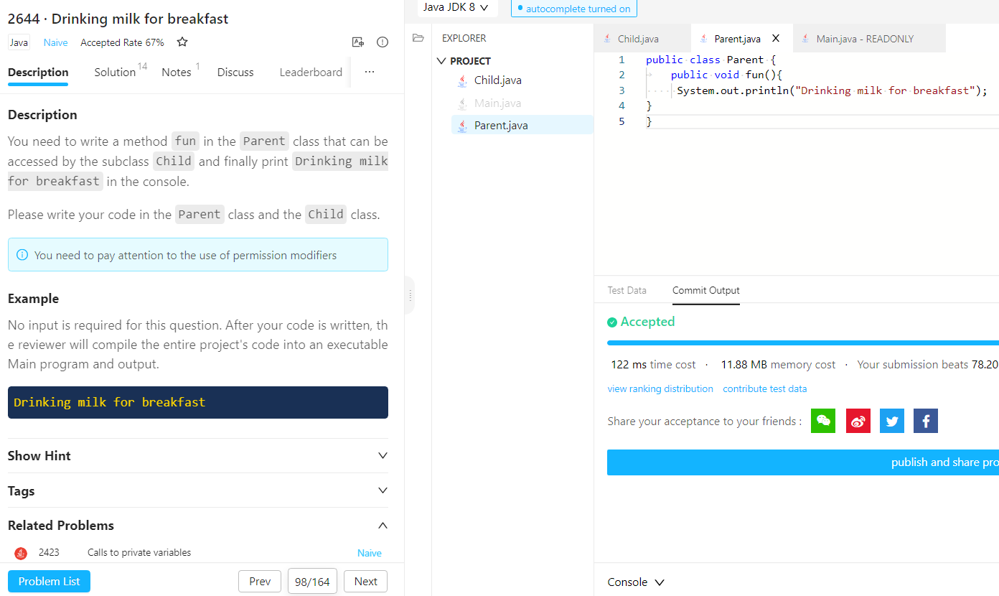 2644 · Drinking milk for breakfast
Java Naive Accepted Rate 67%
Description Solution 14 Notes 1 Discuss Leaderboard ...
Description
You need to write a method fun in the Parent class that can be
accessed by the subclass Child and finally print Drinking milk
for breakfast in the console.
Please write your code in the Parent class and the Child class.
You need to pay attention to the use of permission modifiers
Example
No input is required for this question. After your code is written, th
e reviewer will compile the entire project's code into an executable
Main program and output.
Drinking milk for breakfast
Show Hint
Tags
Related Problems
2423 Calls to private variables Naive
Problem List Prev 98/164 Next
Java JDK 8 autocomplete turned on
EXPLORER
PROJECT
Child.java
Main.java
Parent.java
Child.java Parent.java X Main.java - READONLY
1 public class Parent {
2 public void fun(){
3 System.out.println("Drinking milk for breakfast");
4 }
5 }
Test Data Commit Output
Accepted
122 ms time cost · 11.88 MB memory cost · Your submission beats 78.20
view ranking distribution contribute test data
Share your acceptance to your friends :
publish and share pro
Console